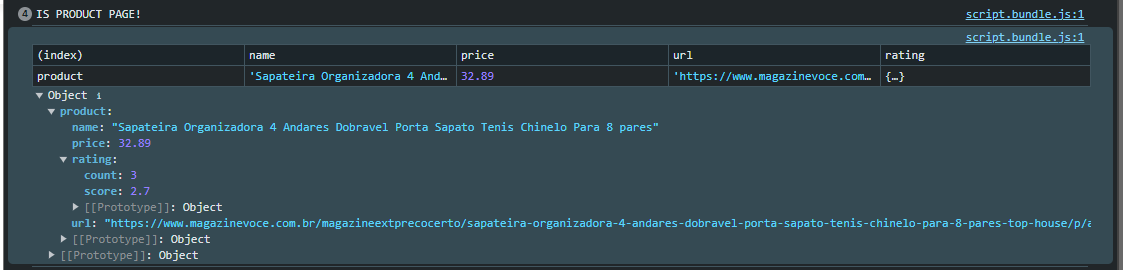 4 IS PRODUCT PAGE! script.bundle.js:1
script.bundle.js:1
(index) name price url rating
product 'Sapateira Organizadora 4 And… 32.89 'https://www.magazinevoce.com… {…}
▼ Object i
▼ product:
name: "Sapateira Organizadora 4 Andares Dobravel Porta Sapato Tenis Chinelo Para 8 pares"
price: 32.89
▼ rating:
count: 3
score: 2.7
▶ [[Prototype]]: Object
url: "https://www.magazinevoce.com.br/magazineextprecocerto/sapateira-organizadora-4-andares-dobravel-porta-sapato-tenis-chinelo-para-8-pares-top-house/p/a
▶ [[Prototype]]: Object
▶ [[Prototype]]: Object